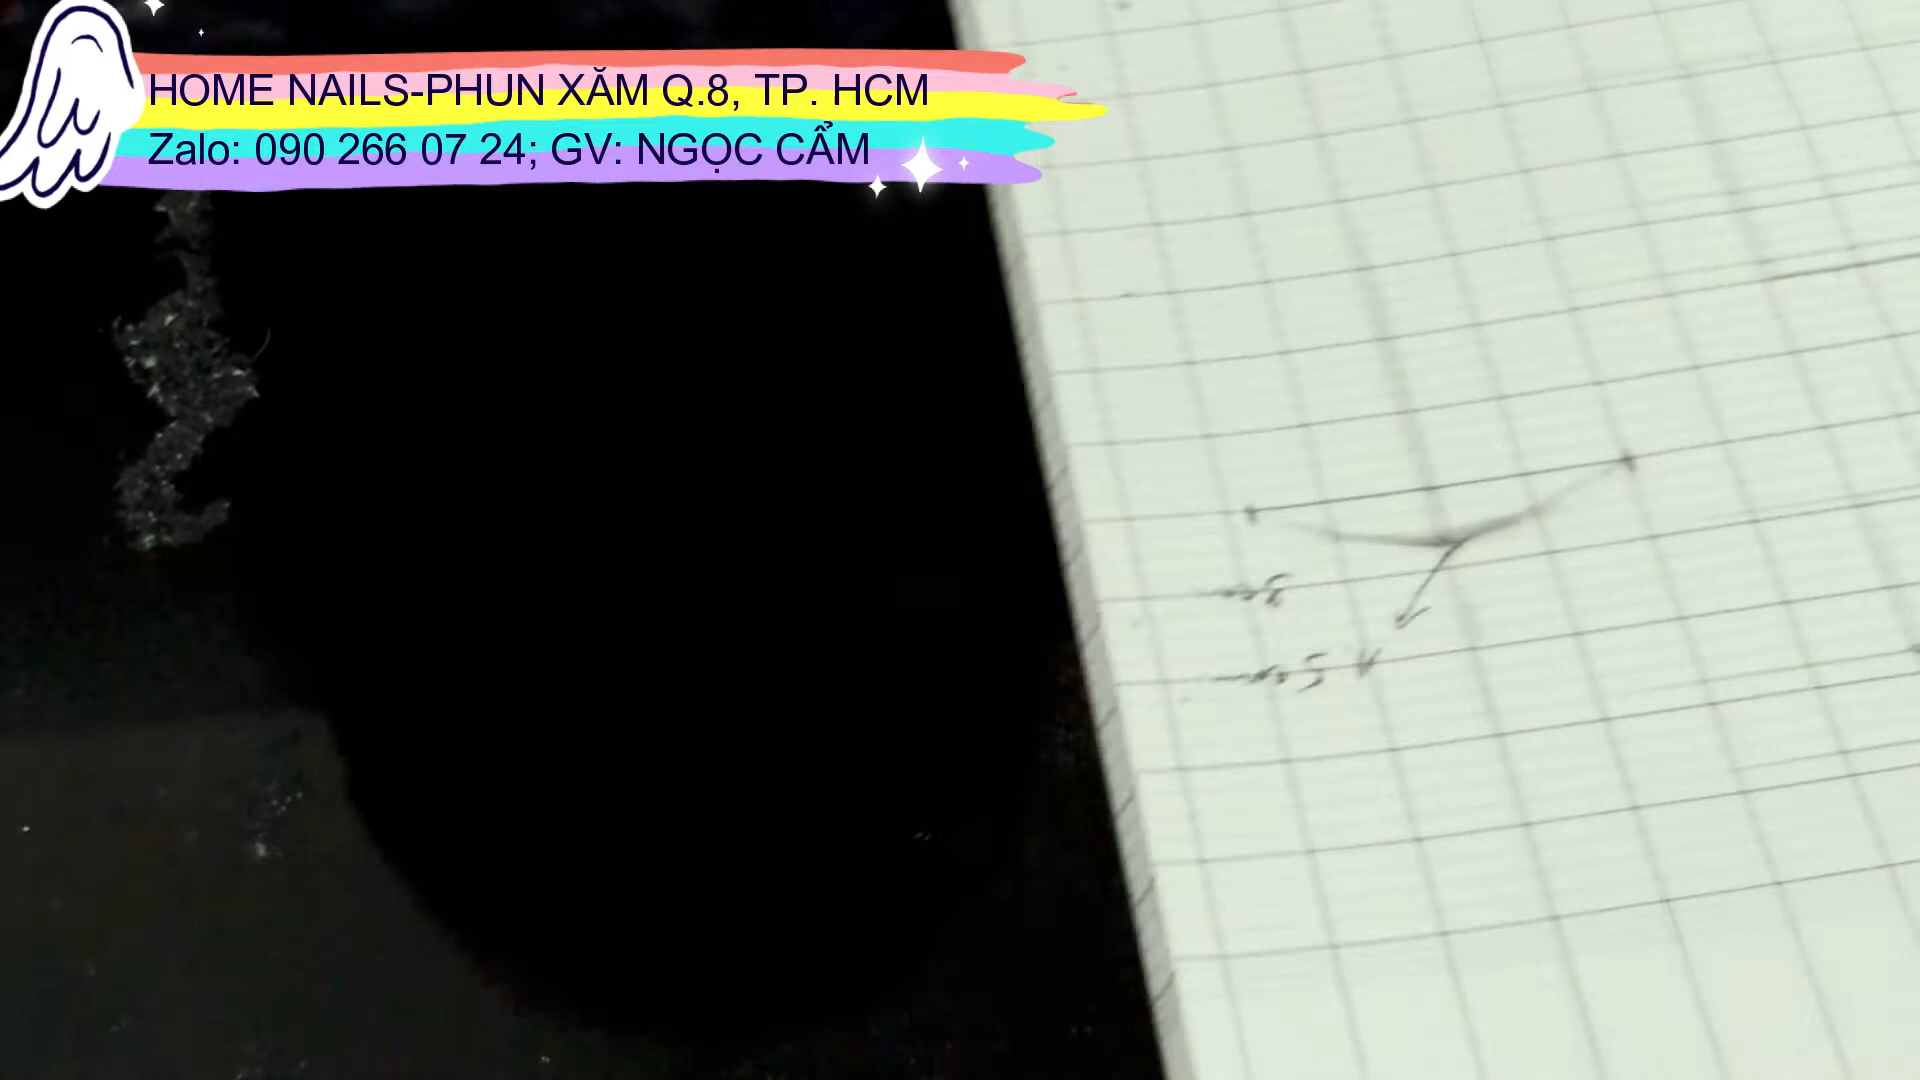 HOME NAILS-PHUN XĂM Q.8, TP. HCM
Zalo: 090 266 07 24; GV: NGỌC CẨM